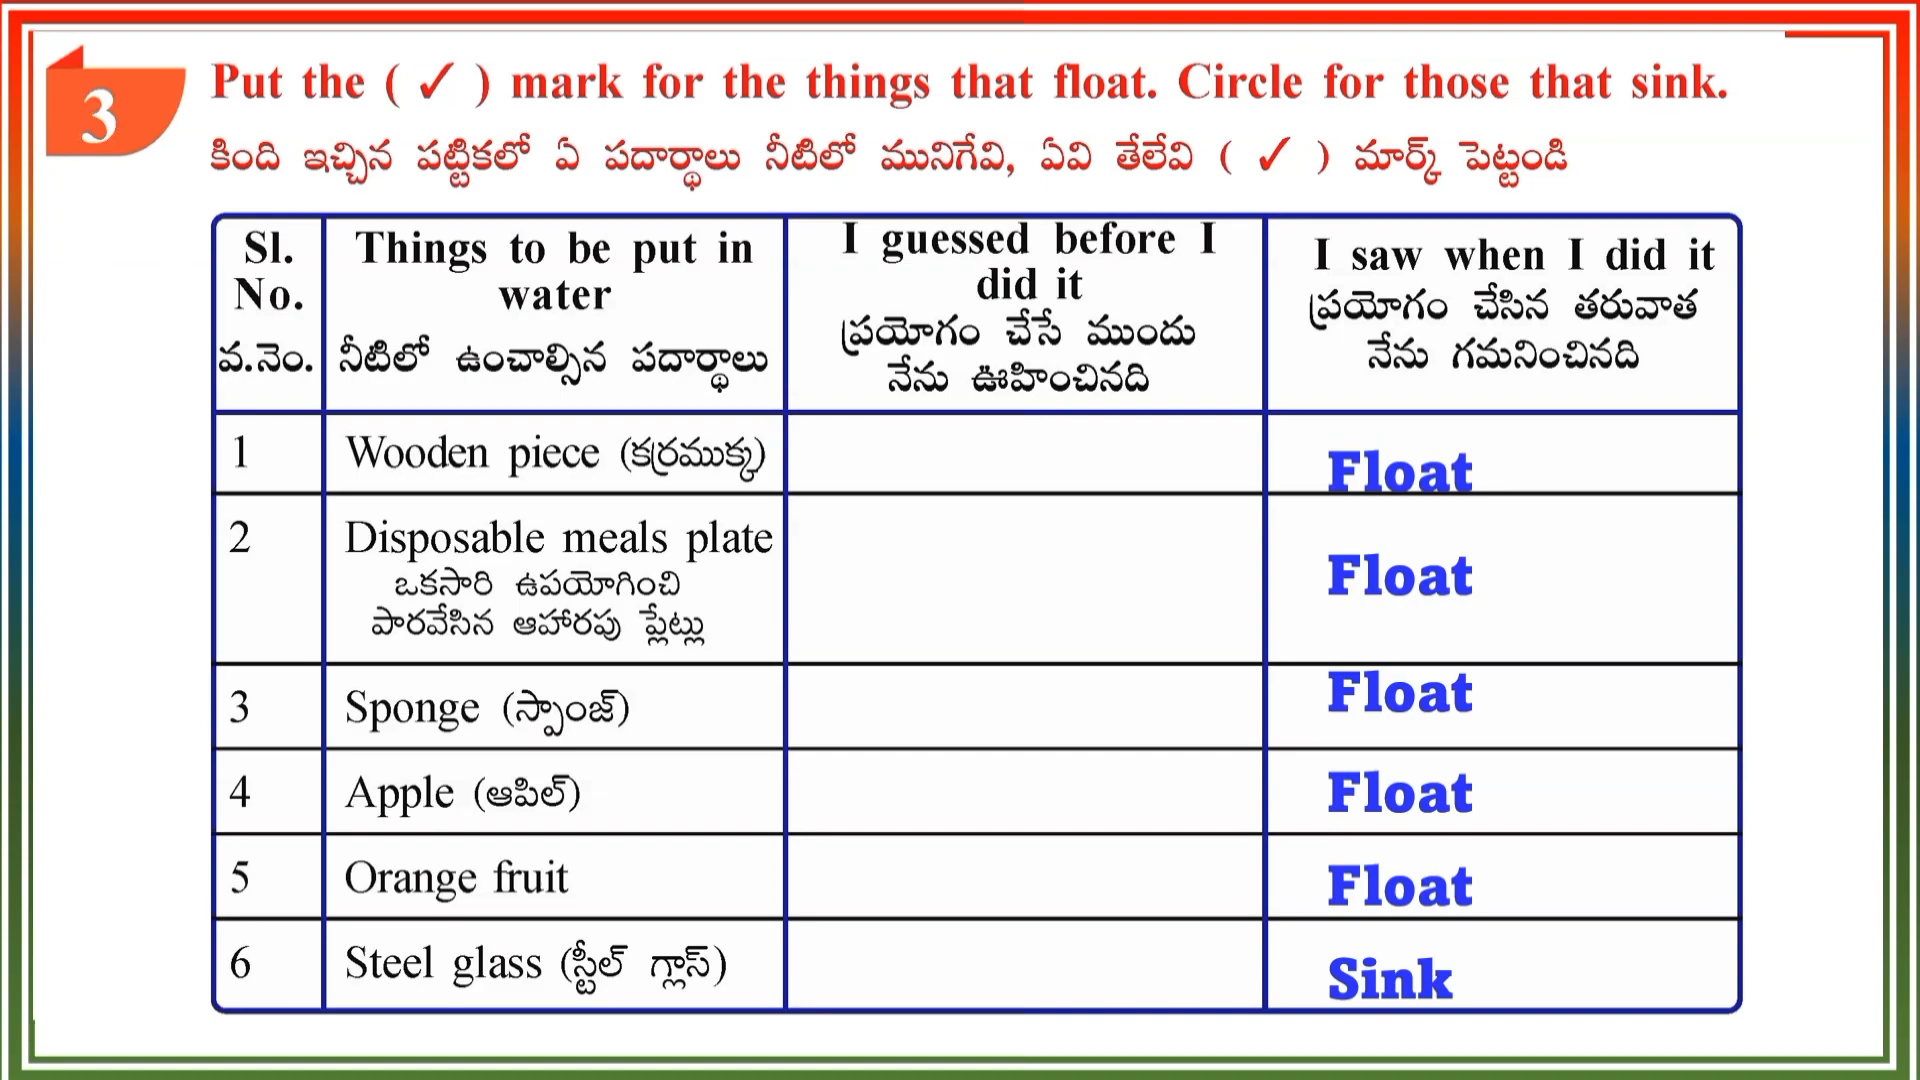 3
Put the ( ✓ ) mark for the things that float. Circle for those that sink.
కింది ఇచ్చిన పట్టికలో ఏ పదార్థాలు నీటిలో మునిగేవి, ఏవి తేలేవి ( ✓ ) మార్క్ పెట్టండి
Sl.
No.
వ.నెం.
Things to be put in
water
నీటిలో ఉంచాల్సిన పదార్థాలు
I guessed before I
did it
ప్రయోగం చేసే ముందు
నేను ఊహించినది
I saw when I did it
ప్రయోగం చేసిన తరువాత
నేను గమనించినది
1 Wooden piece (కర్రముక్క) Float
2 Disposable meals plate
ఒకసారి ఉపయోగించి
పారవేసిన ఆహారపు ప్లేట్లు
Float
3 Sponge (స్పాంజ్) Float
4 Apple (ఆపిల్) Float
5 Orange fruit Float
6 Steel glass (స్టీల్ గ్లాస్) Sink